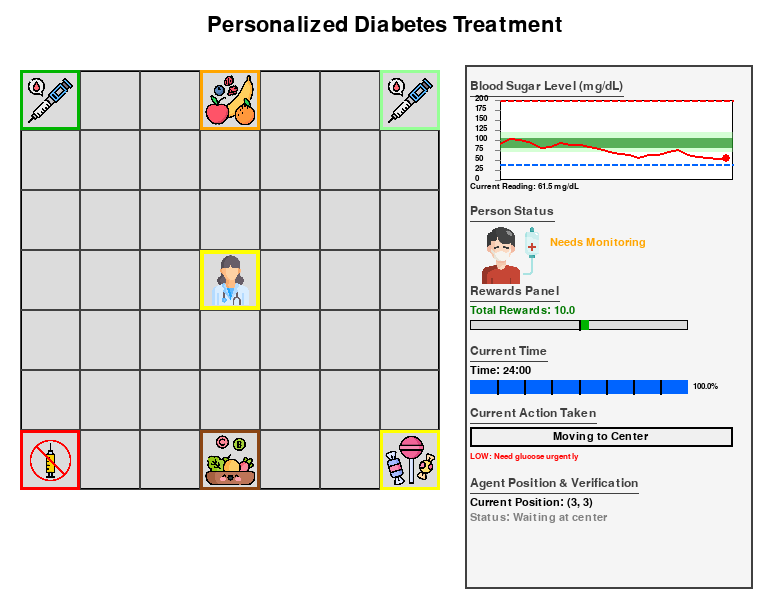 Personalized Diabetes Treatment
Blood Sugar Level (mg/dL)
200
175
150
125
100
75
50
25
0
Current Reading: 61.5 mg/dL
Person Status
Needs Monitoring
Rewards Panel
Total Rewards: 10.0
Current Time
Time: 24:00
100.0%
Current Action Taken
Moving to Center
LOW: Need glucose urgently
Agent Position & Verification
Current Position: (3, 3)
Status: Waiting at center
C B